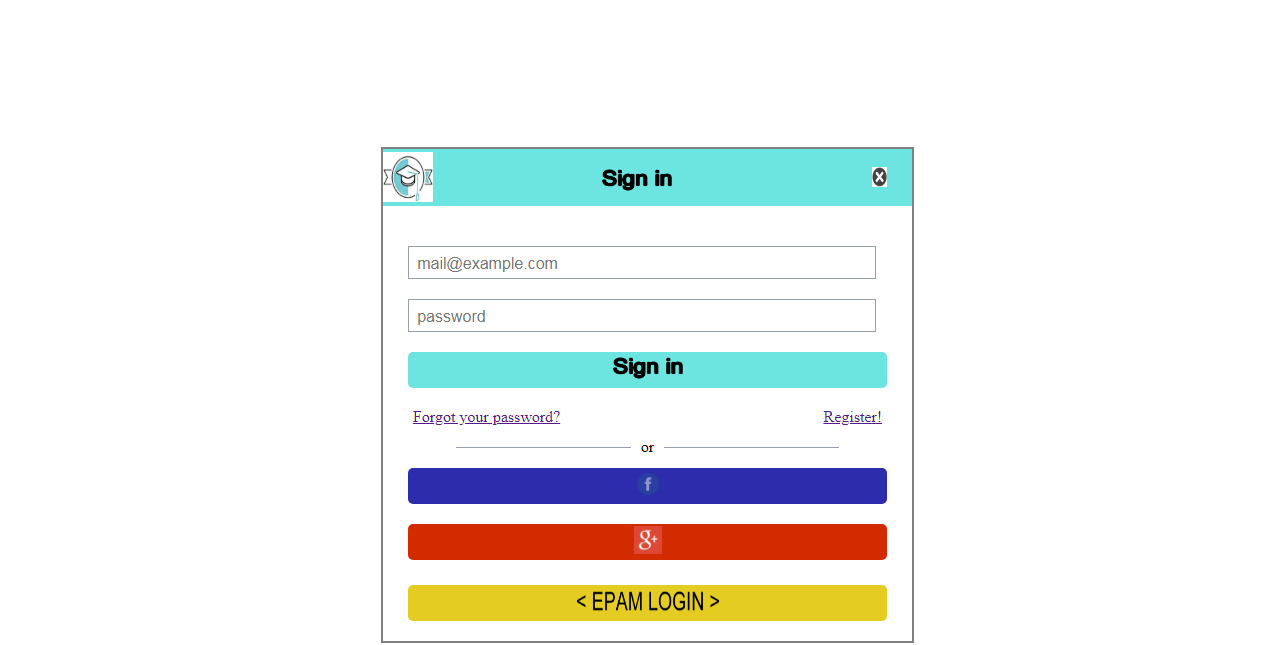 Sign in
mail@example.com
password
Sign in
Forgot your password? Register!
or
f
g+
< EPAM LOGIN >